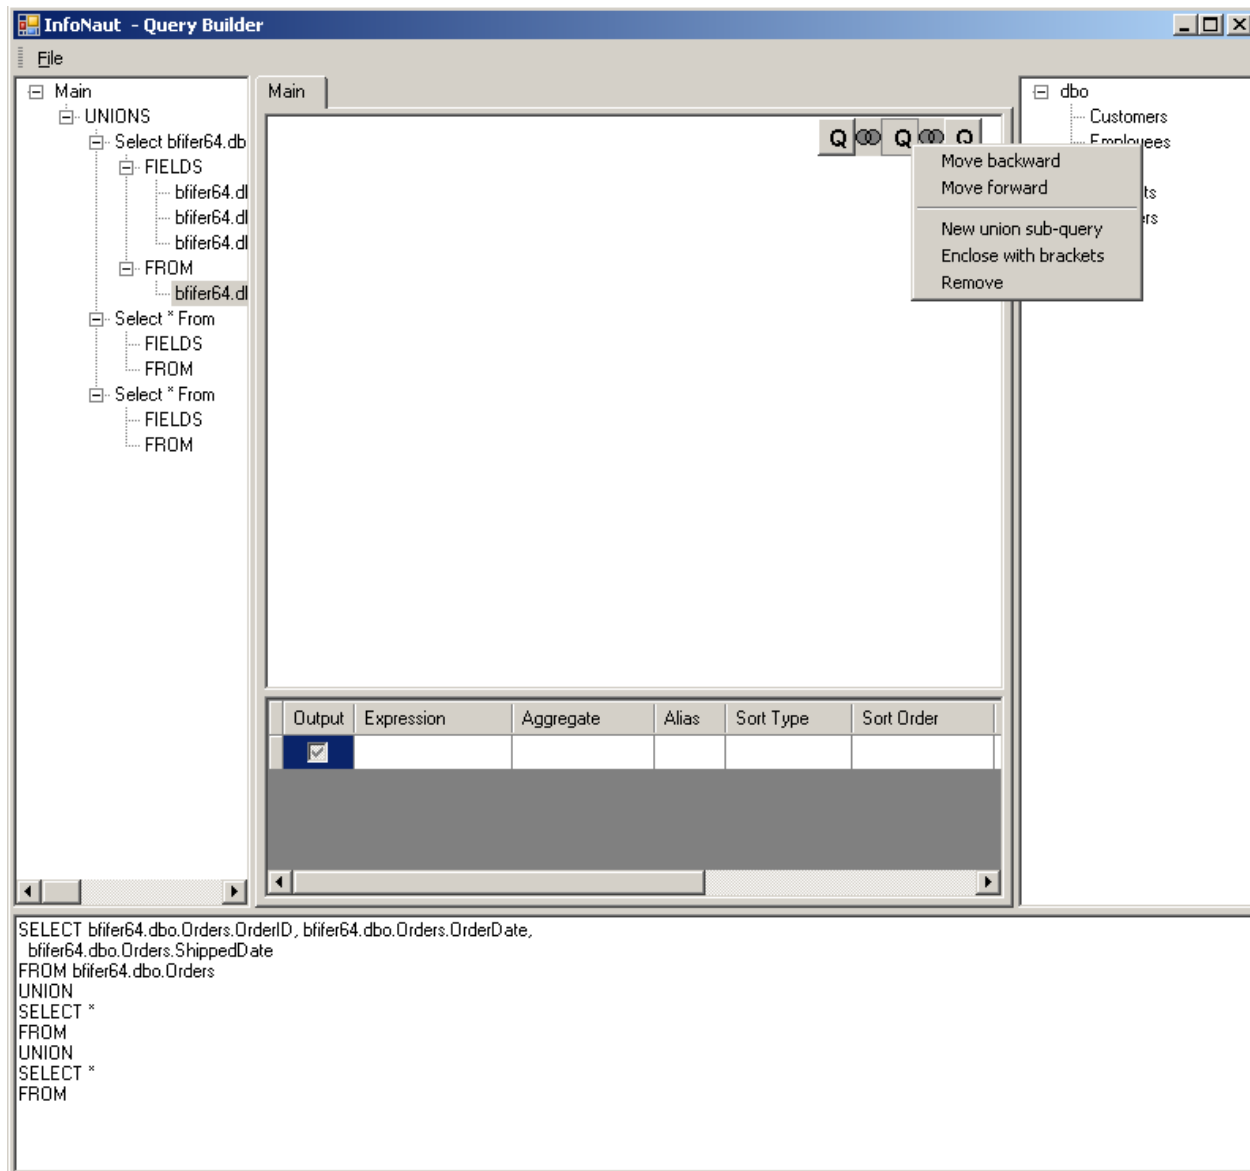 InfoNaut - Query Builder
File
Main
UNIONS
Select bfifer64.db
FIELDS
bfifer64.dl
bfifer64.dl
bfifer64.dl
FROM
bfifer64.dl
Select * From
FIELDS
FROM
Select * From
FIELDS
FROM
Main
Q Q Q
Move backward
Move forward
New union sub-query
Enclose with brackets
Remove
dbo
Customers
Employees
ts
ers
Output Expression Aggregate Alias Sort Type Sort Order
SELECT bfifer64.dbo.Orders.OrderID, bfifer64.dbo.Orders.OrderDate,
bfifer64.dbo.Orders.ShippedDate
FROM bfifer64.dbo.Orders
UNION
SELECT *
FROM
UNION
SELECT *
FROM